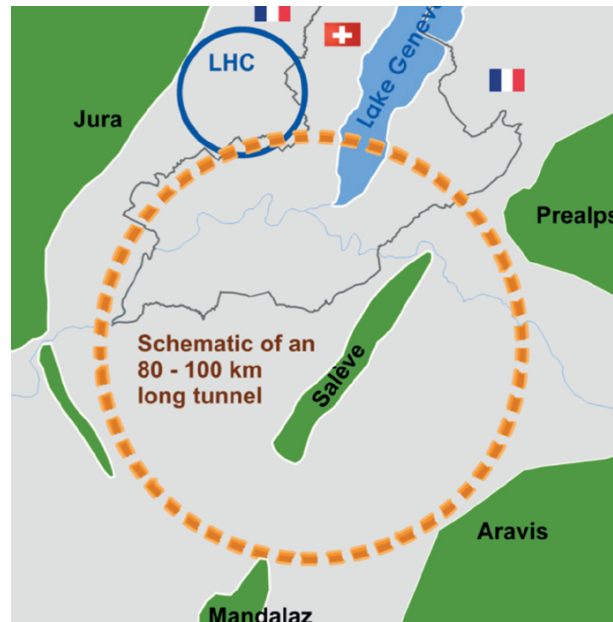 LHC
Lake Geneva
Jura
Prealps
Schematic of an
80 - 100 km
long tunnel
Salève
Aravis
Mandalaz